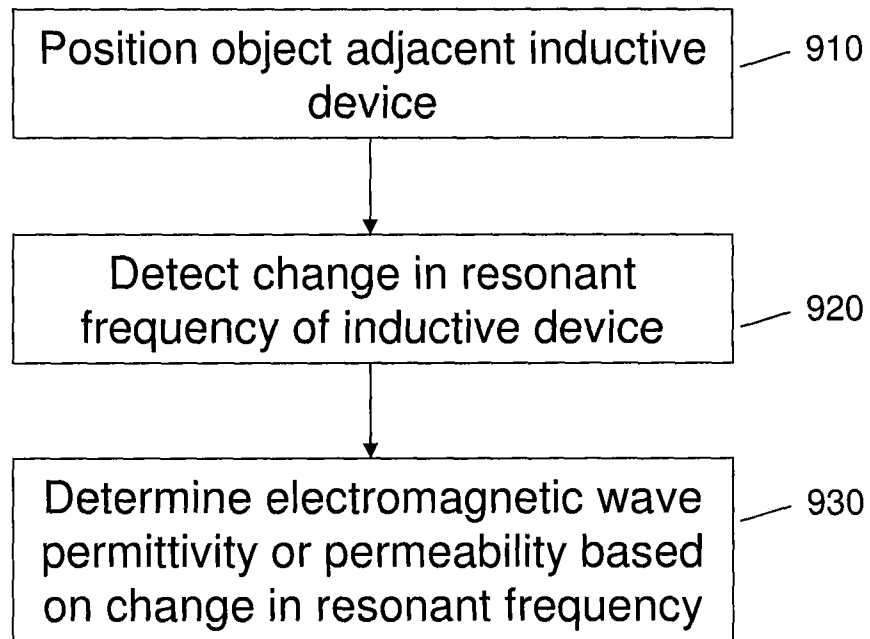 Position object adjacent inductive
device
910
Detect change in resonant
frequency of inductive device
920
Determine electromagnetic wave
permittivity or permeability based
on change in resonant frequency
930